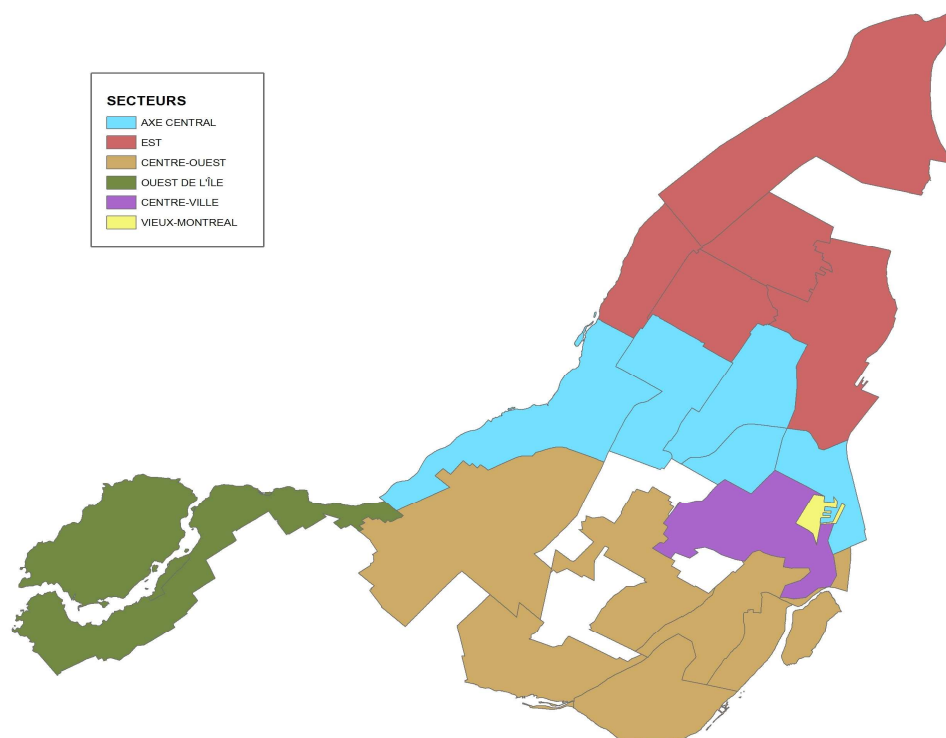 SECTEURS
AXE CENTRAL
EST
CENTRE-OUEST
OUEST DE L'ÎLE
CENTRE-VILLE
VIEUX-MONTREAL